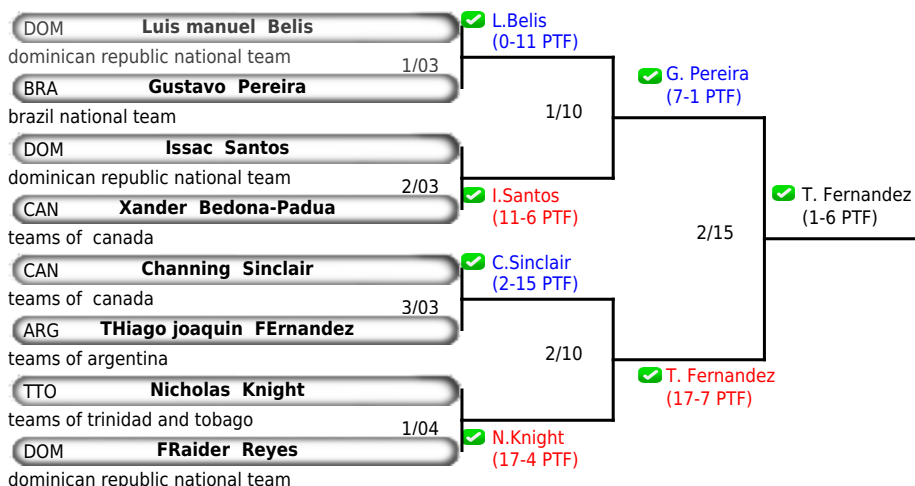 DOM Luis manuel Belis
dominican republic national team
1/03
BRA Gustavo Pereira
brazil national team
DOM Issac Santos
dominican republic national team
2/03
CAN Xander Bedona-Padua
teams of canada
CAN Channing Sinclair
teams of canada
3/03
ARG THiago joaquin FErnandez
teams of argentina
TTO Nicholas Knight
teams of trinidad and tobago
1/04
DOM FRaider Reyes
dominican republic national team
L.Belis
(0-11 PTF)
1/10
I.Santos
(11-6 PTF)
C.Sinclair
(2-15 PTF)
2/10
N.Knight
(17-4 PTF)
G. Pereira
(7-1 PTF)
2/15
T. Fernandez
(17-7 PTF)
T. Fernandez
(1-6 PTF)